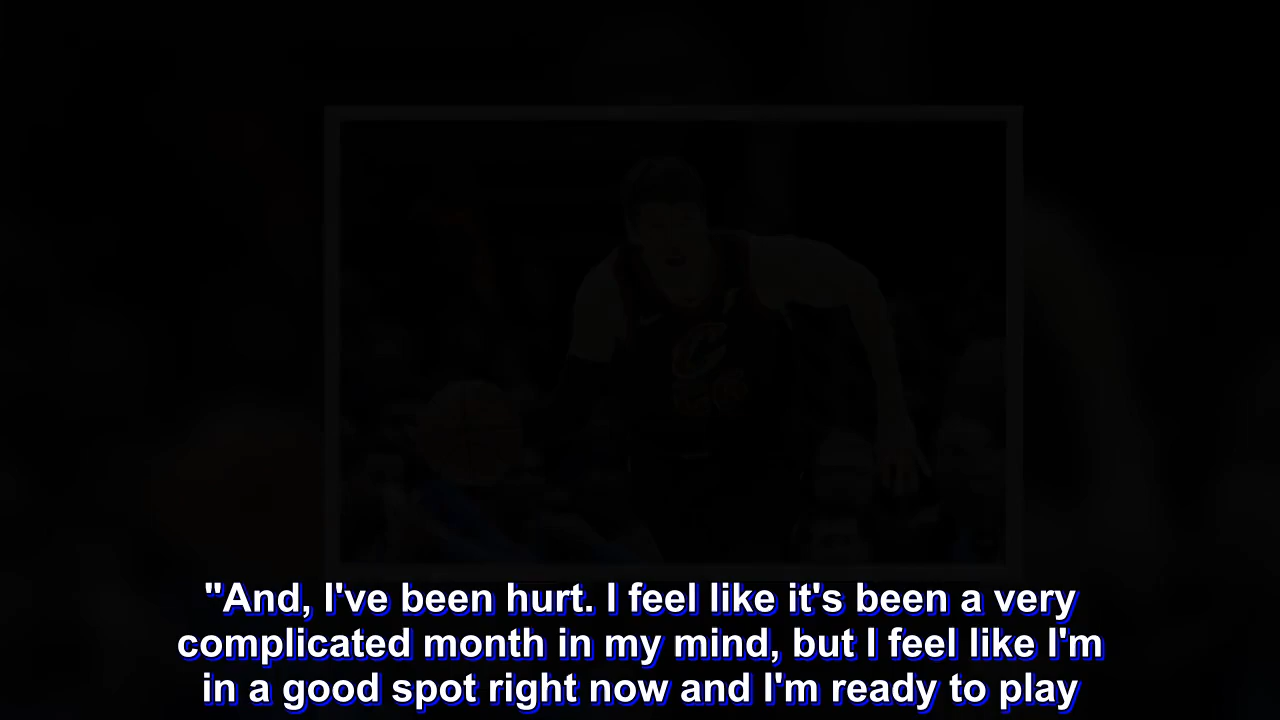 "And, I've been hurt. I feel like it's been a very
complicated month in my mind, but I feel like I'm
in a good spot right now and I'm ready to play